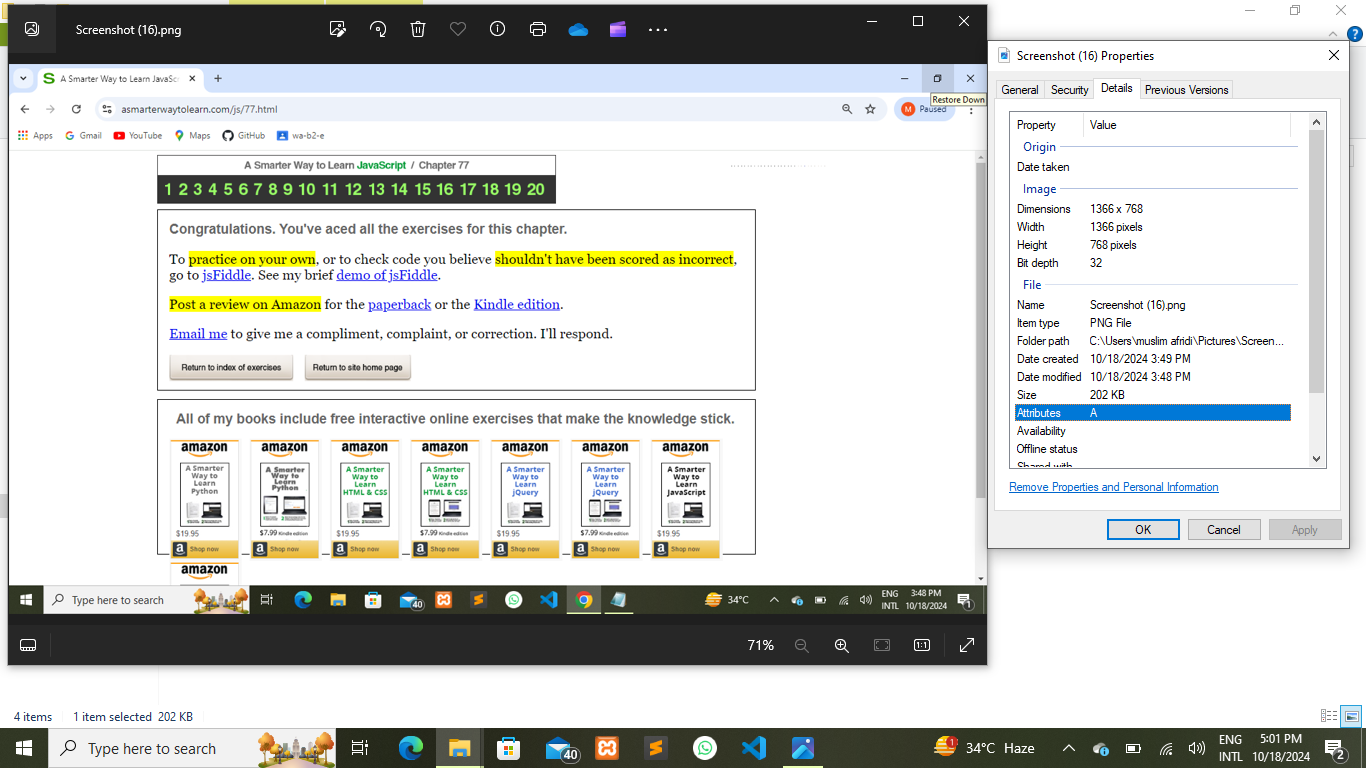 Screenshot (16).png
A Smarter Way to Learn JavaScr
asmarterwaytolearn.com/js/77.html
M Paused
Restore Down
Apps Gmail YouTube Maps GitHub wa-b2-e
A Smarter Way to Learn JavaScript / Chapter 77
1 2 3 4 5 6 7 8 9 10 11 12 13 14 15 16 17 18 19 20
Congratulations. You've aced all the exercises for this chapter.
To practice on your own, or to check code you believe shouldn't have been scored as incorrect,
go to jsFiddle. See my brief demo of jsFiddle.
Post a review on Amazon for the paperback or the Kindle edition.
Email me to give me a compliment, complaint, or correction. I'll respond.
Return to index of exercises Return to site home page
All of my books include free interactive online exercises that make the knowledge stick.
amazon amazon amazon amazon amazon amazon amazon
A Smarter A Smarter A Smarter A Smarter A Smarter A Smarter A Smarter
Way to Way to Way to Way to Way to Way to Way to
Learn Learn Learn Learn Learn Learn Learn
Python Python HTML & CSS HTML & CSS jQuery jQuery JavaScript
$19.95 $7.99 Kindle edition $19.95 $7.99 Kindle edition $19.95 $7.99 Kindle edition $19.95
a Shop now a Shop now a Shop now a Shop now a Shop now a Shop now a Shop now
amazon
Type here to search 40 34°C ENG INTL 3:48 PM 10/18/2024 1
71% 1:1
Screenshot (16) Properties
General Security Details Previous Versions
Property Value
Origin
Date taken
Image
Dimensions 1366 x 768
Width 1366 pixels
Height 768 pixels
Bit depth 32
File
Name Screenshot (16).png
Item type PNG File
Folder path C:\Users\muslim afridi\Pictures\Screen...
Date created 10/18/2024 3:49 PM
Date modified 10/18/2024 3:48 PM
Size 202 KB
Attributes A
Availability
Offline status
Shared with
Remove Properties and Personal Information
OK Cancel Apply
4 items 1 item selected 202 KB
Type here to search 40 1 34°C Haze ENG INTL 5:01 PM 10/18/2024 2